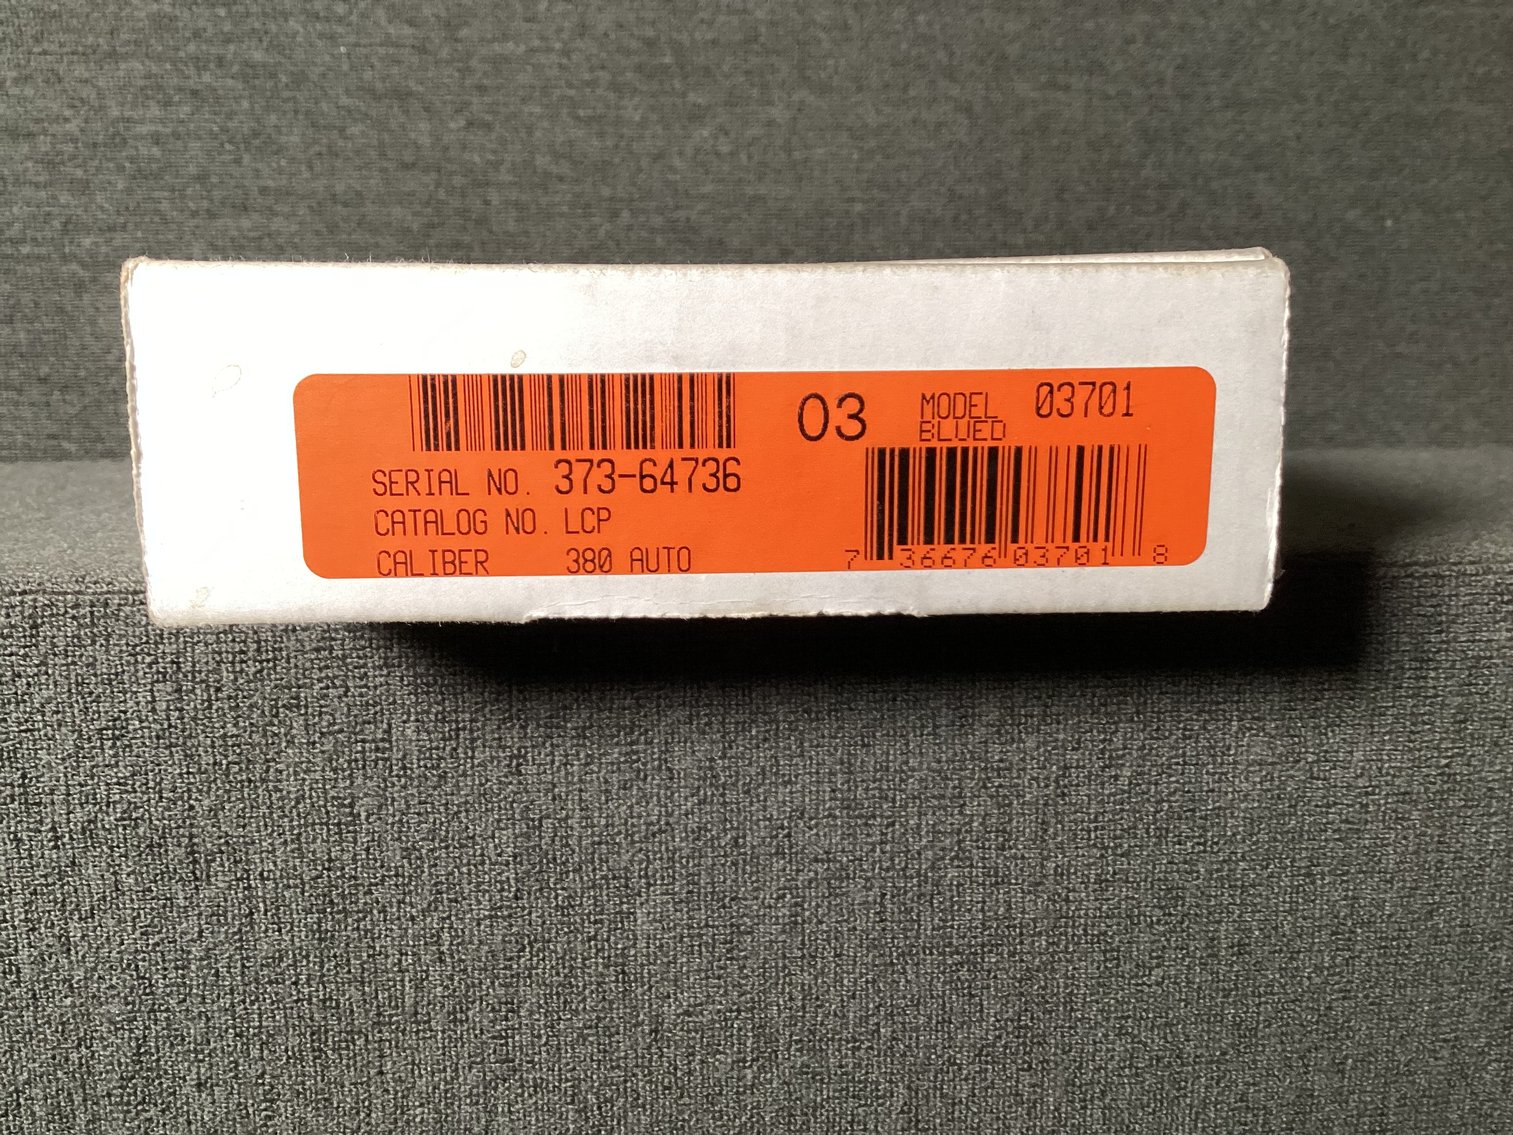 03 MODEL 03701
BLUED
SERIAL NO. 373-64736
CATALOG NO. LCP
CALIBER 380 AUTO
7 36676 03701 8